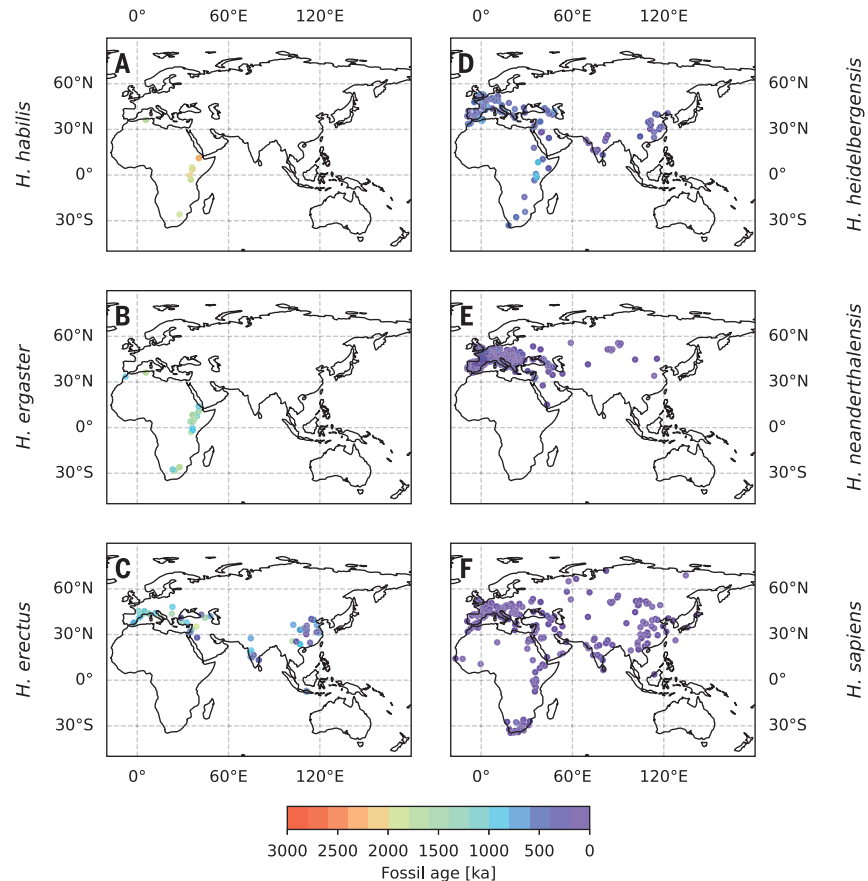 0° 60°E 120°E 0° 60°E 120°E
A D
60°N 60°N
30°N 30°N
0° 0°
30°S 30°S
H. habilis H. heidelbergensis
B E
60°N 60°N
30°N 30°N
0° 0°
30°S 30°S
H. ergaster H. neanderthalensis
C F
60°N 60°N
30°N 30°N
0° 0°
30°S 30°S
H. erectus H. sapiens
0° 60°E 120°E 0° 60°E 120°E
3000 2500 2000 1500 1000 500 0
Fossil age [ka]